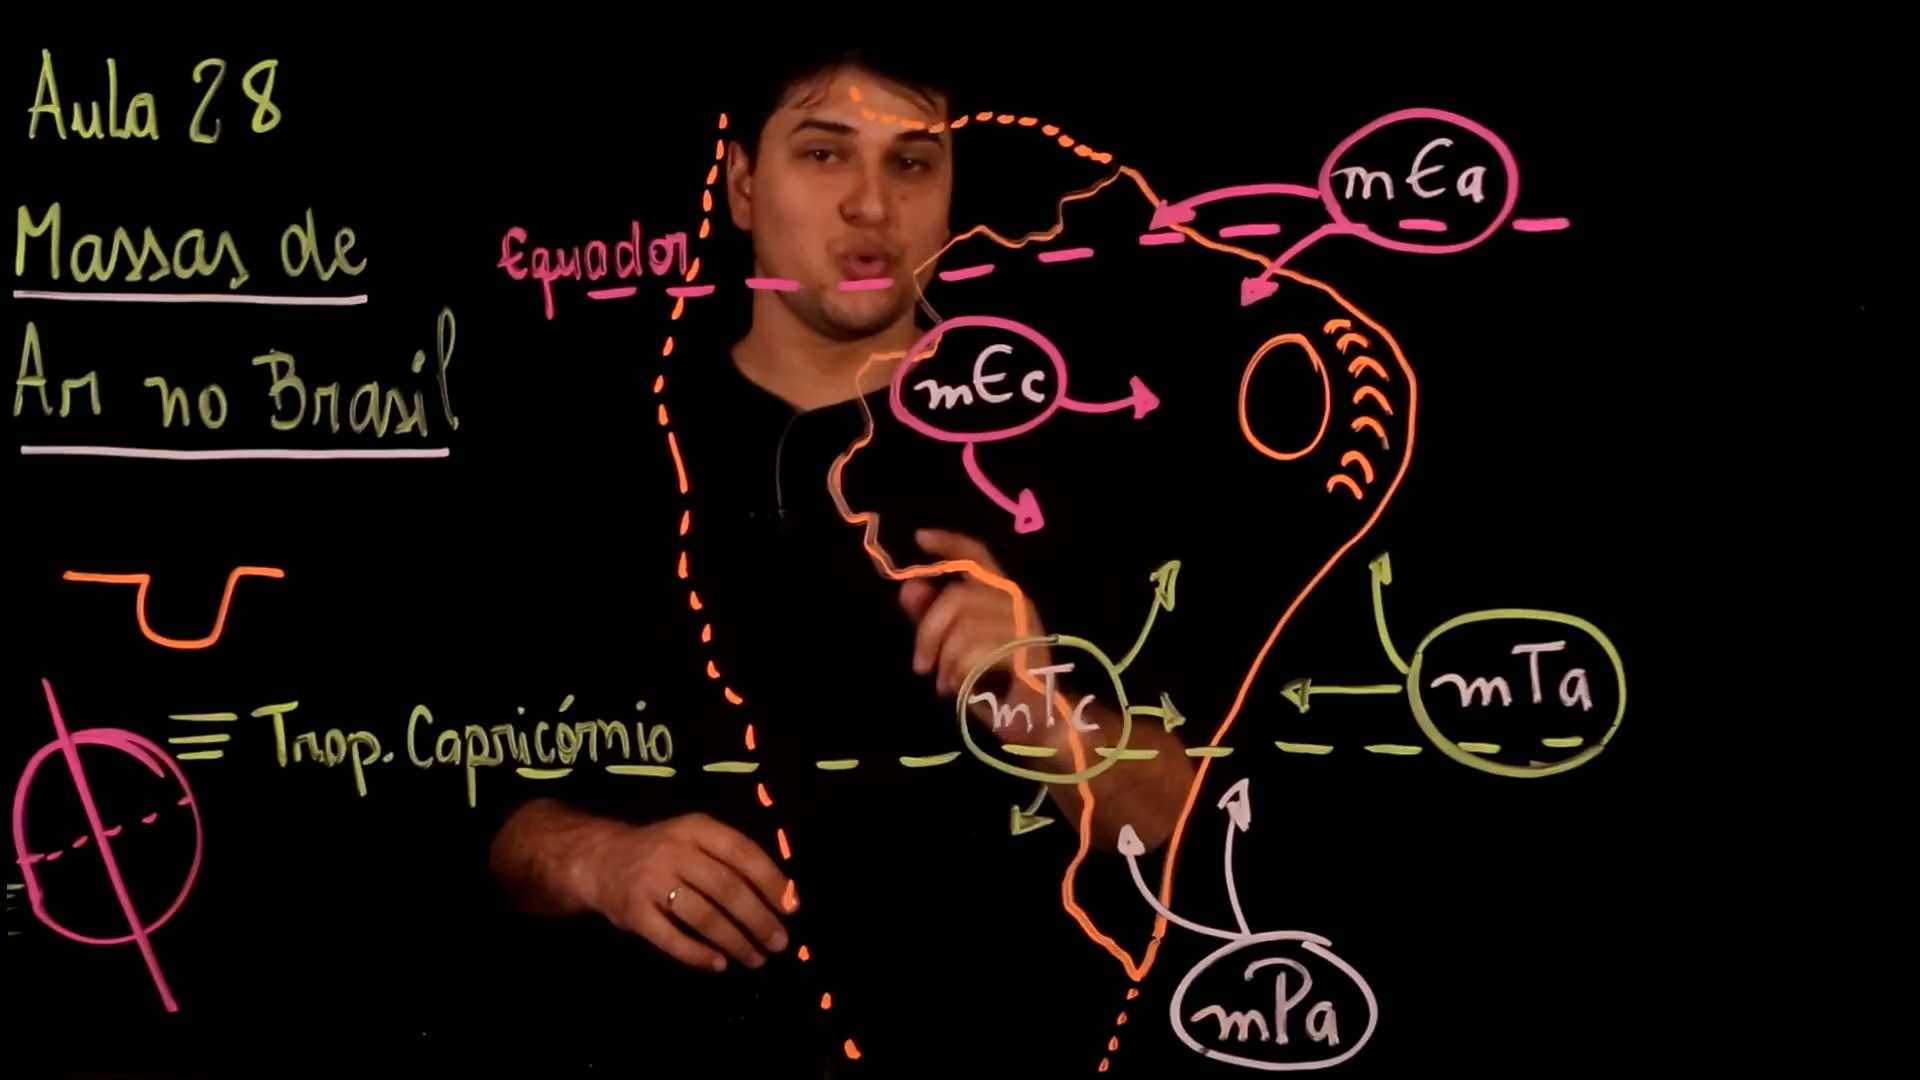 Aula 28
Massas de
Ar no Brasil
Equador
mEa
mEc
mTc
mTa
Trop. Capricórnio
mPa